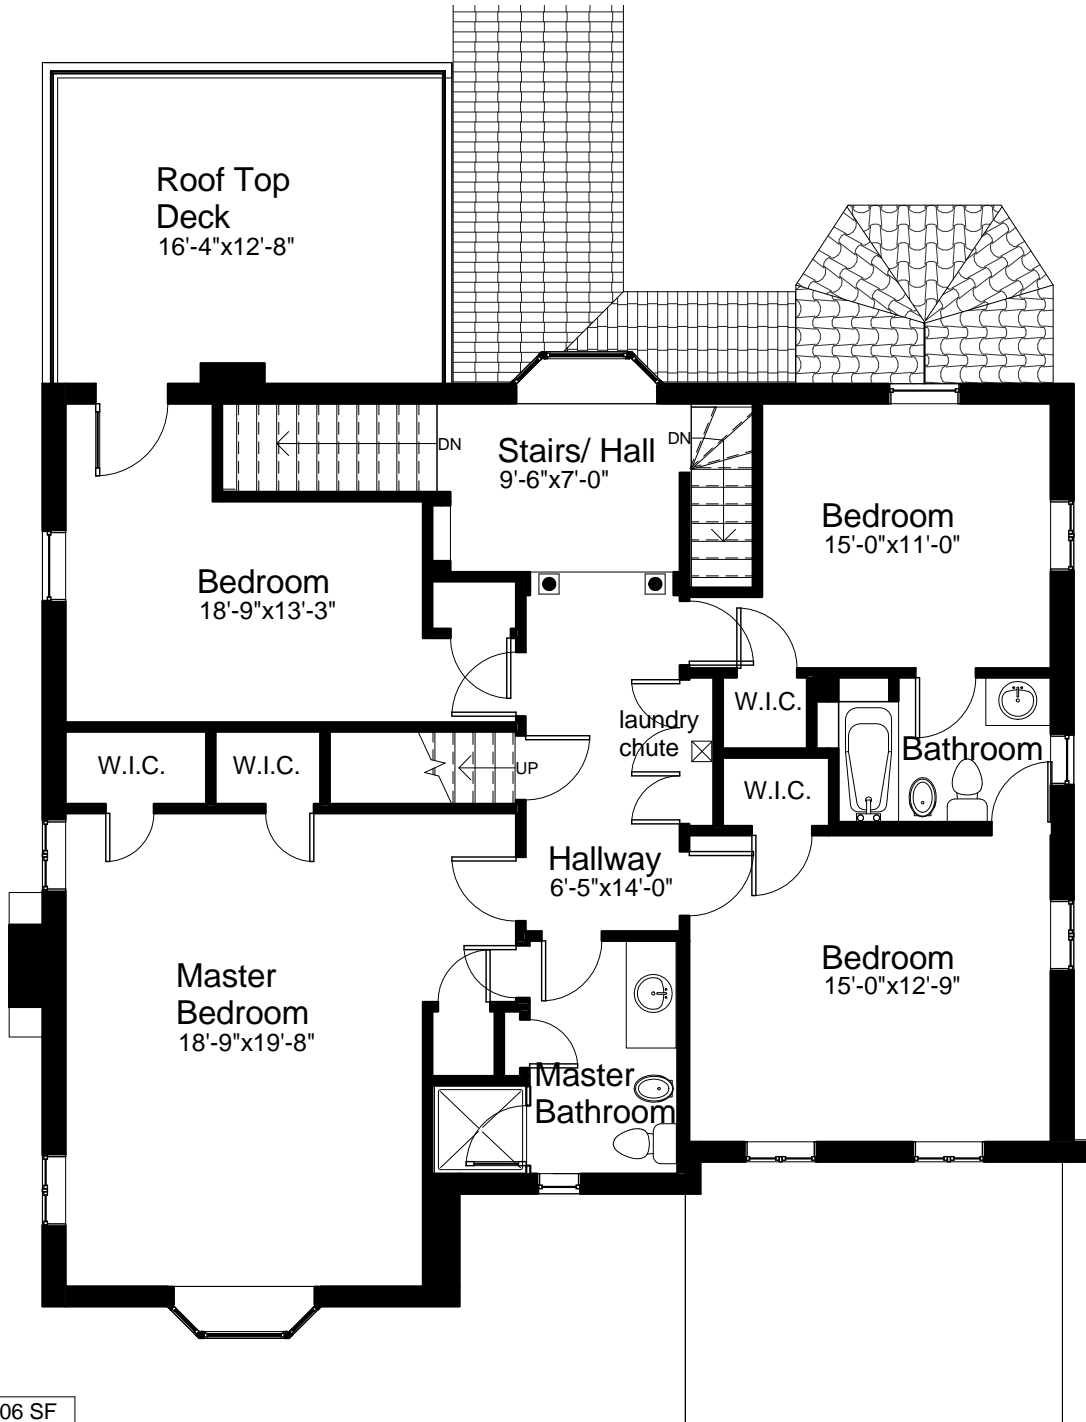 Roof Top
Deck
16'-4"x12'-8"
DN
Stairs/ Hall
9'-6"x7'-0"
DN
Bedroom
15'-0"x11'-0"
Bedroom
18'-9"x13'-3"
W.I.C.
laundry
chute
Bathroom
W.I.C.
W.I.C.
UP
W.I.C.
Hallway
6'-5"x14'-0"
Master
Bedroom
18'-9"x19'-8"
Bedroom
15'-0"x12'-9"
Master
Bathroom
06 SF